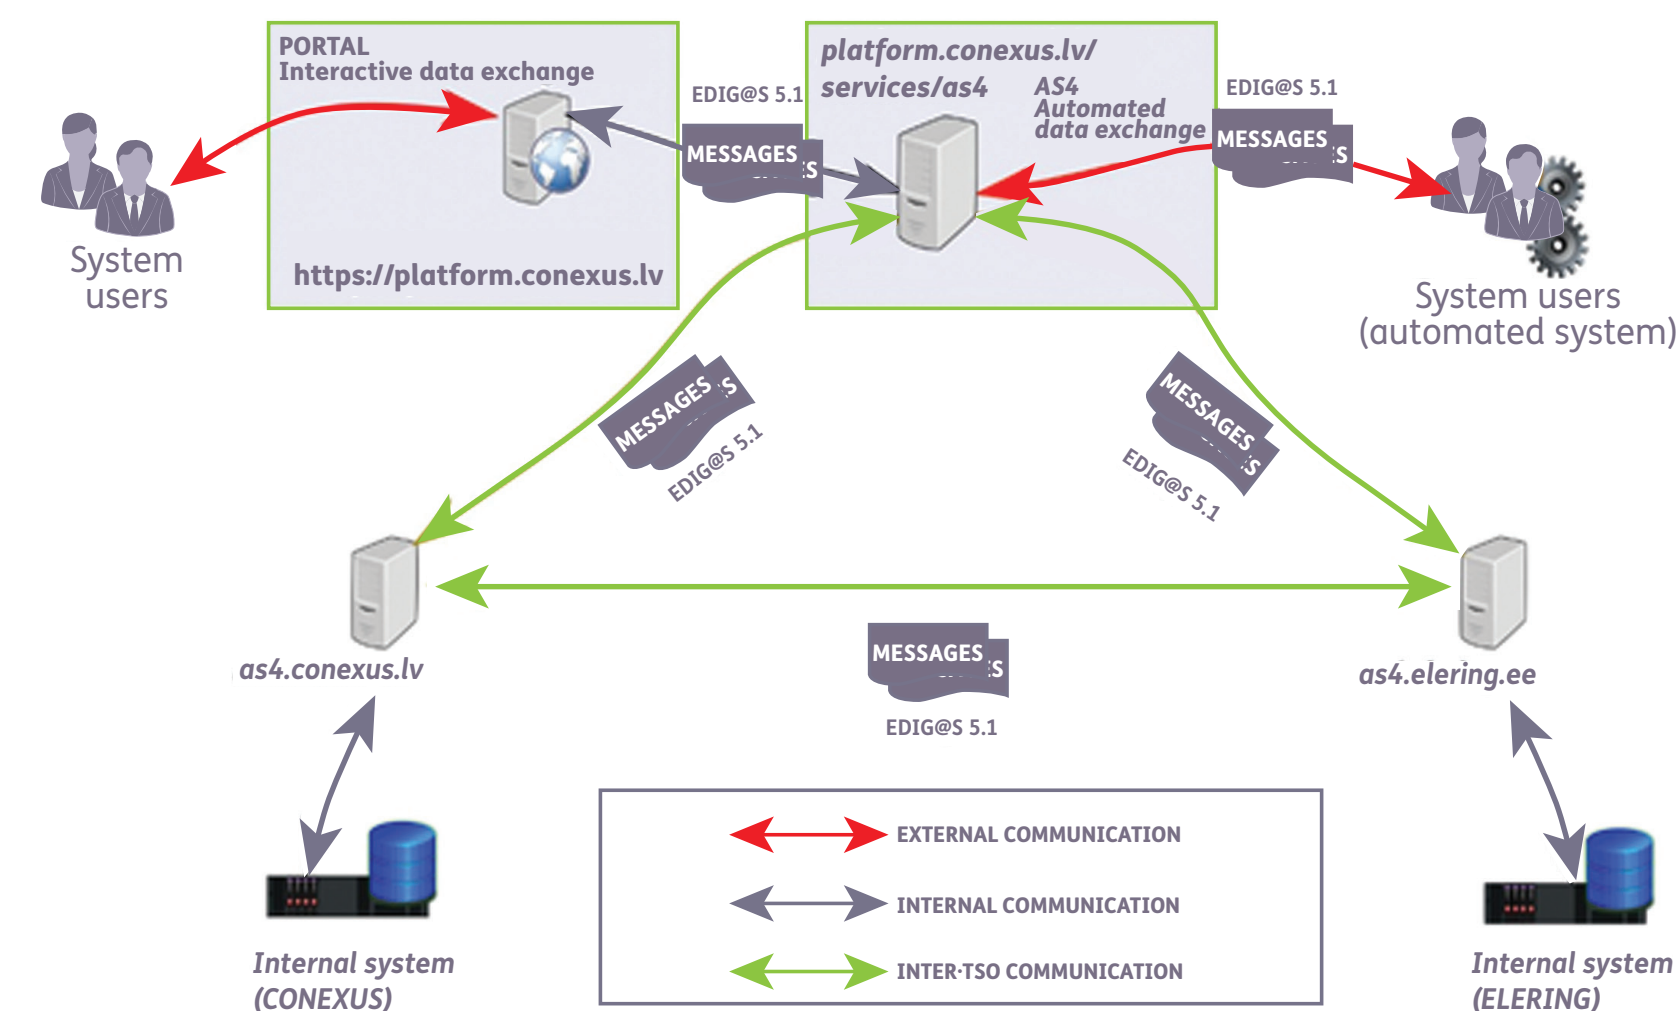 PORTAL
Interactive data exchange
https://platform.conexus.lv
platform.conexus.lv/
services/as4
AS4
Automated
data exchange
EDIG@S 5.1
MESSAGES
S
EDIG@S 5.1
MESSAGES
S
System
users
System users
(automated system)
MESSAGES
S
EDIG@S 5.1
MESSAGES
S
EDIG@S 5.1
as4.conexus.lv
as4.elering.ee
MESSAGES
S
EDIG@S 5.1
EXTERNAL COMMUNICATION
INTERNAL COMMUNICATION
INTER·TSO COMMUNICATION
Internal system
(CONEXUS)
Internal system
(ELERING)